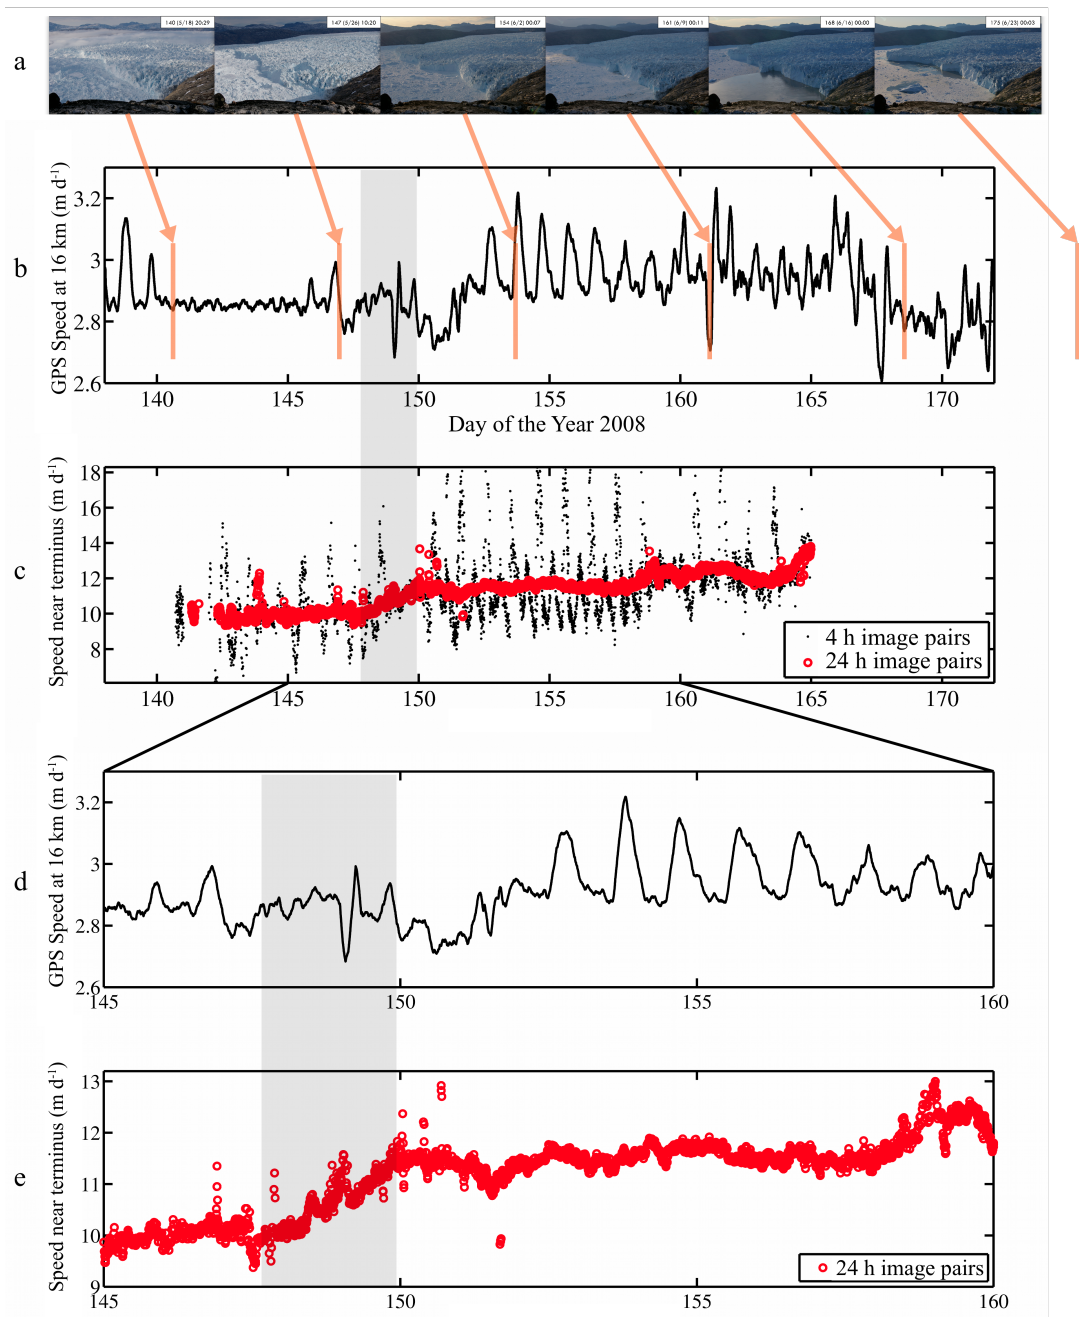 a
140 (5/18) 20:29
147 (5/26) 10:20
154 (6/2) 00:07
161 (6/9) 00:11
168 (6/16) 00:00
175 (6/23) 00:03
b
GPS Speed at 16 km (m d⁻¹)
3.2
3
2.8
2.6
140 145 150 155 160 165 170
Day of the Year 2008
c
Speed near terminus (m d⁻¹)
18
16
14
12
10
8
4 h image pairs
24 h image pairs
140 145 150 155 160 165 170
d
GPS Speed at 16 km (m d⁻¹)
3.2
3
2.8
2.6
145 150 155 160
e
Speed near terminus (m d⁻¹)
13
12
11
10
9
24 h image pairs
145 150 155 160